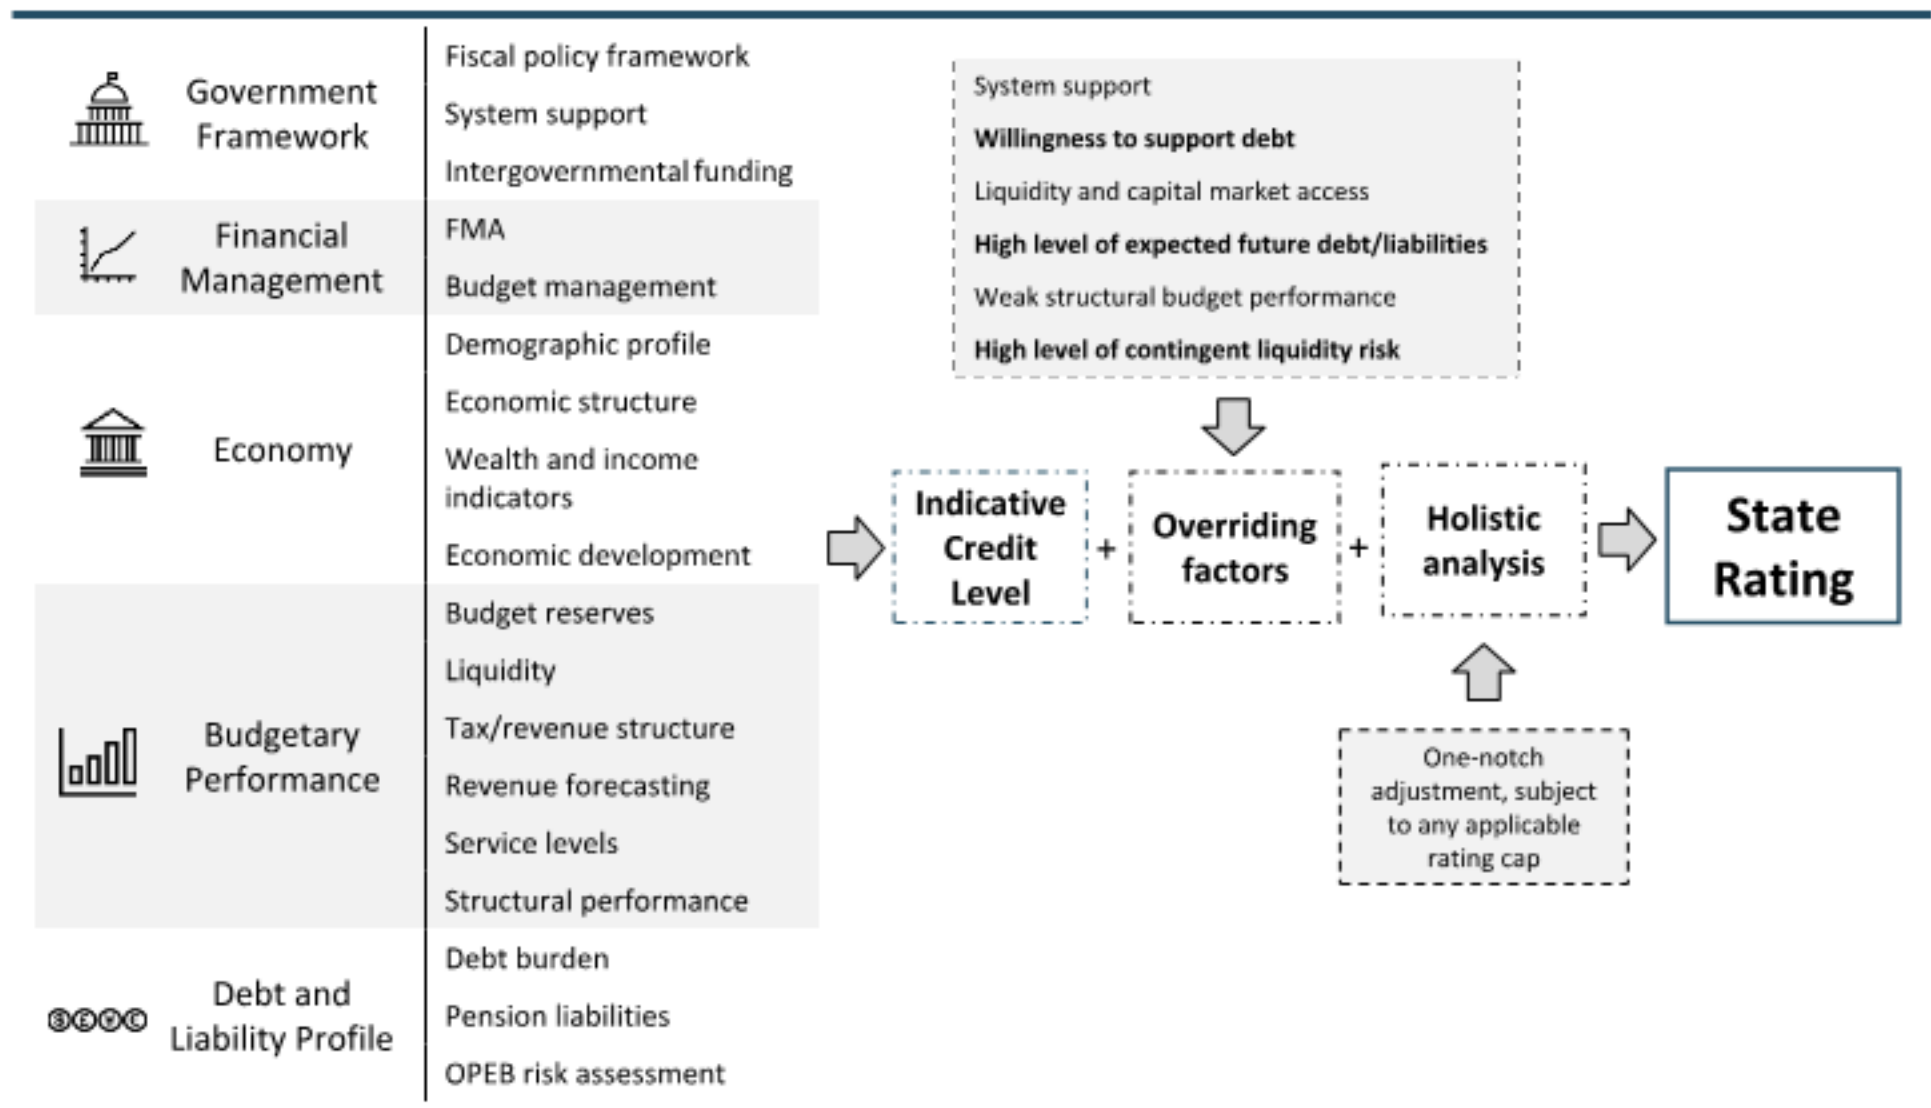 Government
Framework
Fiscal policy framework
System support
Intergovernmental funding
Financial
Management
FMA
Budget management
Economy
Demographic profile
Economic structure
Wealth and income
indicators
Economic development
Budgetary
Performance
Budget reserves
Liquidity
Tax/revenue structure
Revenue forecasting
Service levels
Structural performance
Debt and
Liability Profile
Debt burden
Pension liabilities
OPEB risk assessment
System support
Willingness to support debt
Liquidity and capital market access
High level of expected future debt/liabilities
Weak structural budget performance
High level of contingent liquidity risk
Indicative
Credit
Level
+
Overriding
factors
+
Holistic
analysis
State
Rating
One-notch
adjustment, subject
to any applicable
rating cap